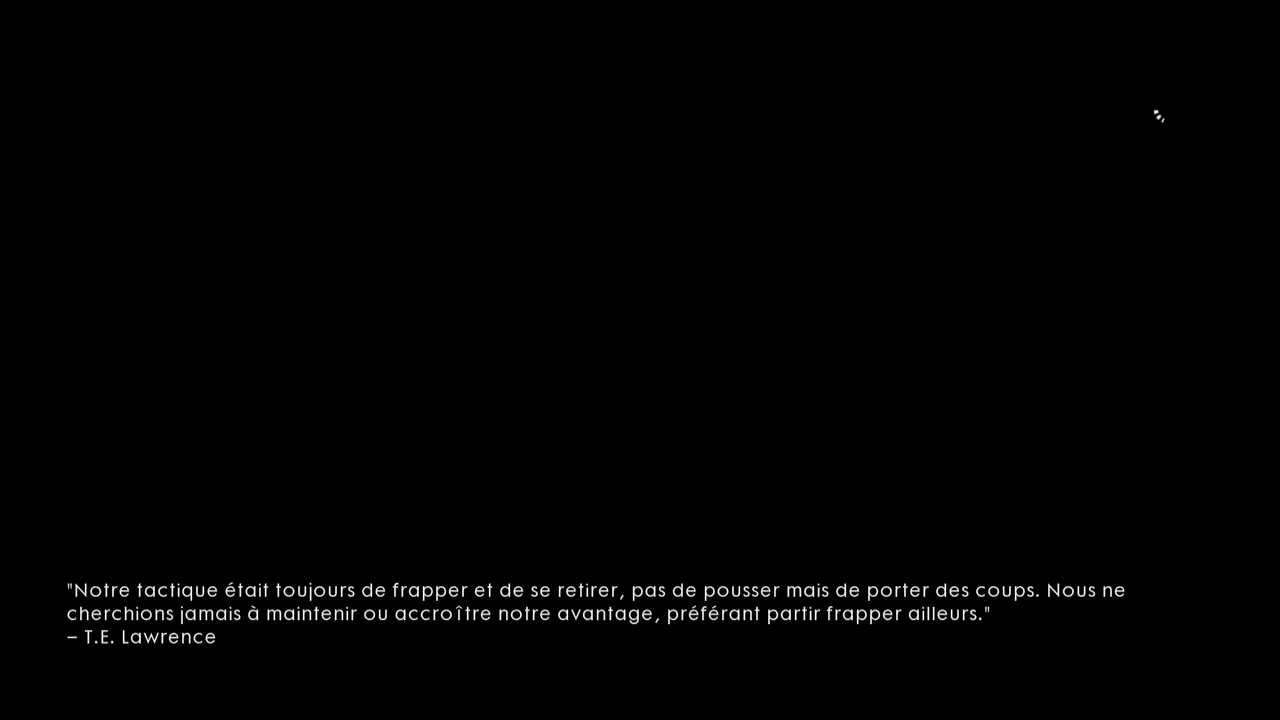 "Notre tactique était toujours de frapper et de se retirer, pas de pousser mais de porter des coups. Nous ne
cherchions jamais à maintenir ou accroître notre avantage, préférant partir frapper ailleurs."
– T.E. Lawrence